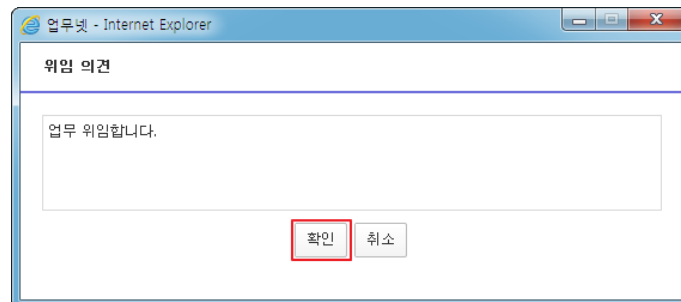 업무넷 - Internet Explorer
위임 의견
업무 위임합니다.
확인 취소